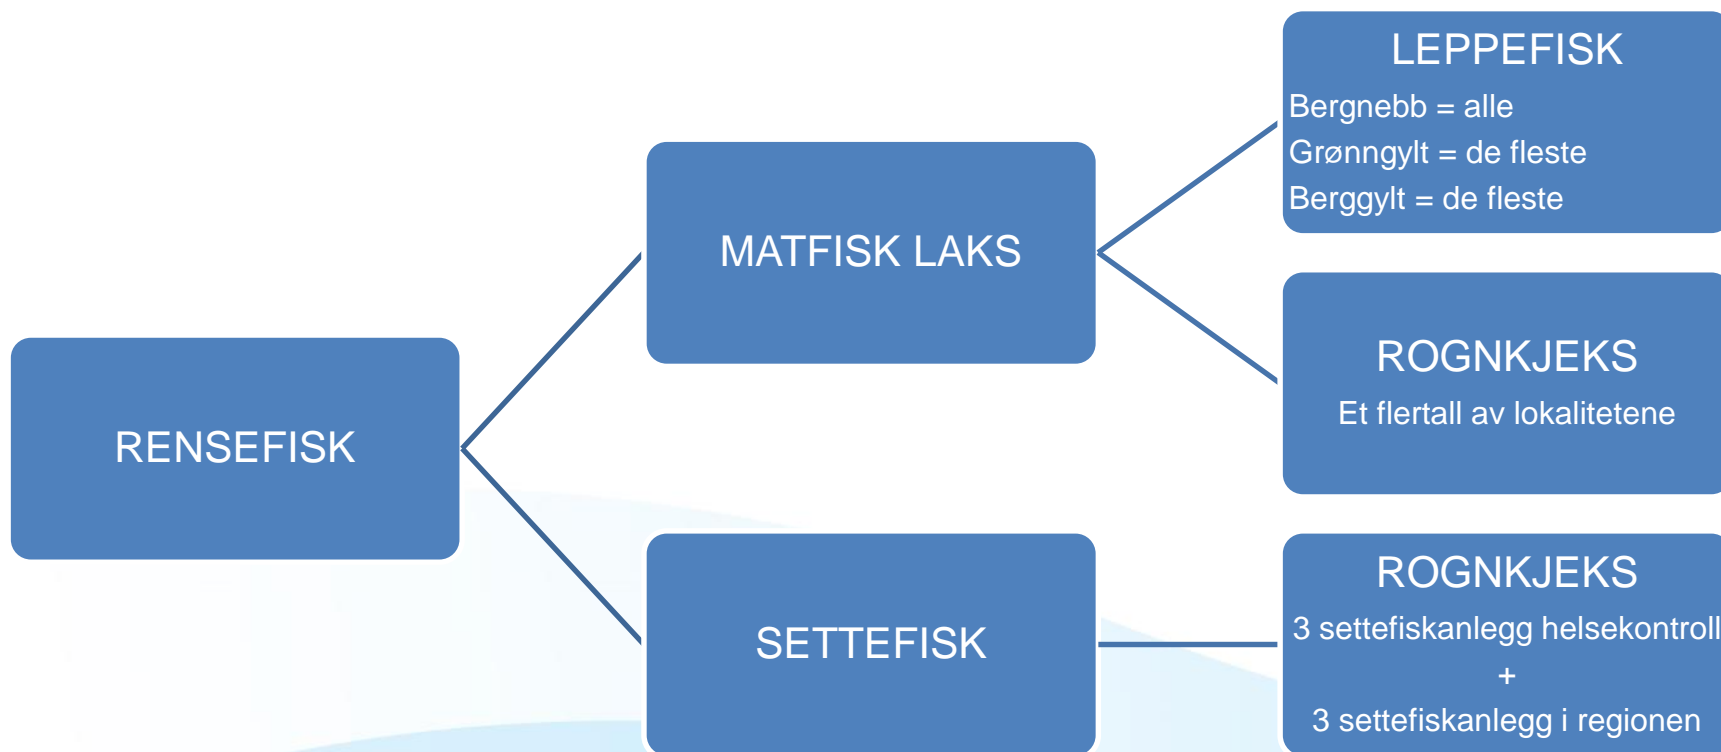 RENSEFISK
MATFISK LAKS
LEPPEFISK
Bergnebb = alle
Grønngylt = de fleste
Berggylt = de fleste
ROGNKJEKS
Et flertall av lokalitetene
SETTEFISK
ROGNKJEKS
3 settefiskanlegg helsekontroll
+
3 settefiskanlegg i regionen